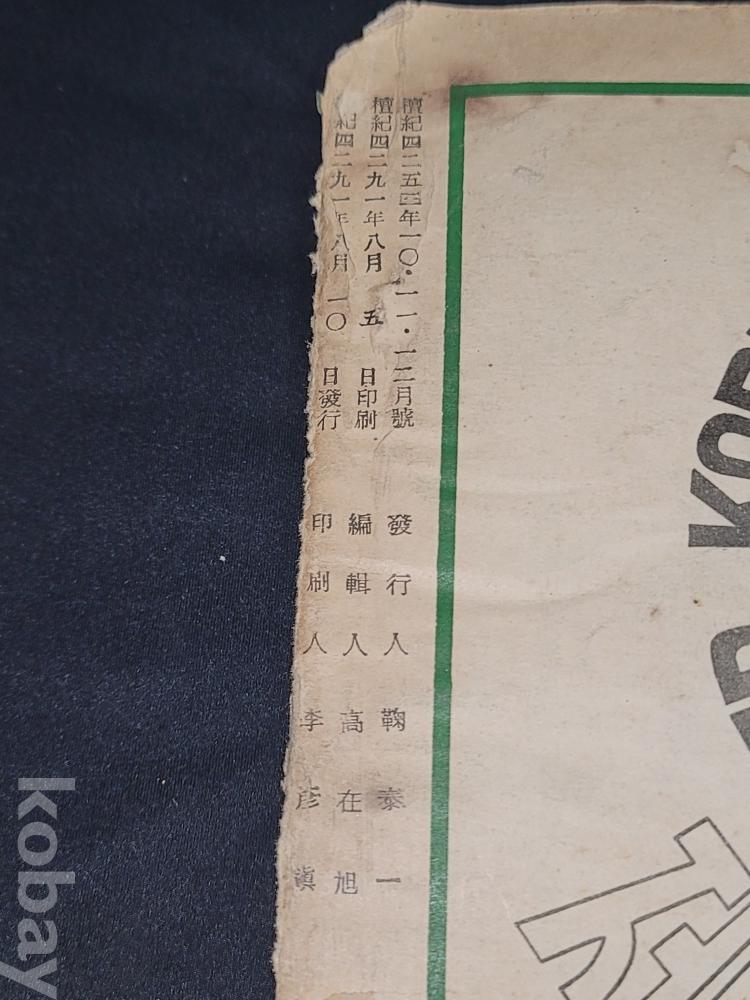 檀紀四二五三年一〇·一一·一二月號 發行人 鞠泰一
檀紀四二九一年八月 五 日印刷 編輯人 高在旭
紀四二九一年八月 一〇 日發行 印刷人 李彦
KOR
kobay